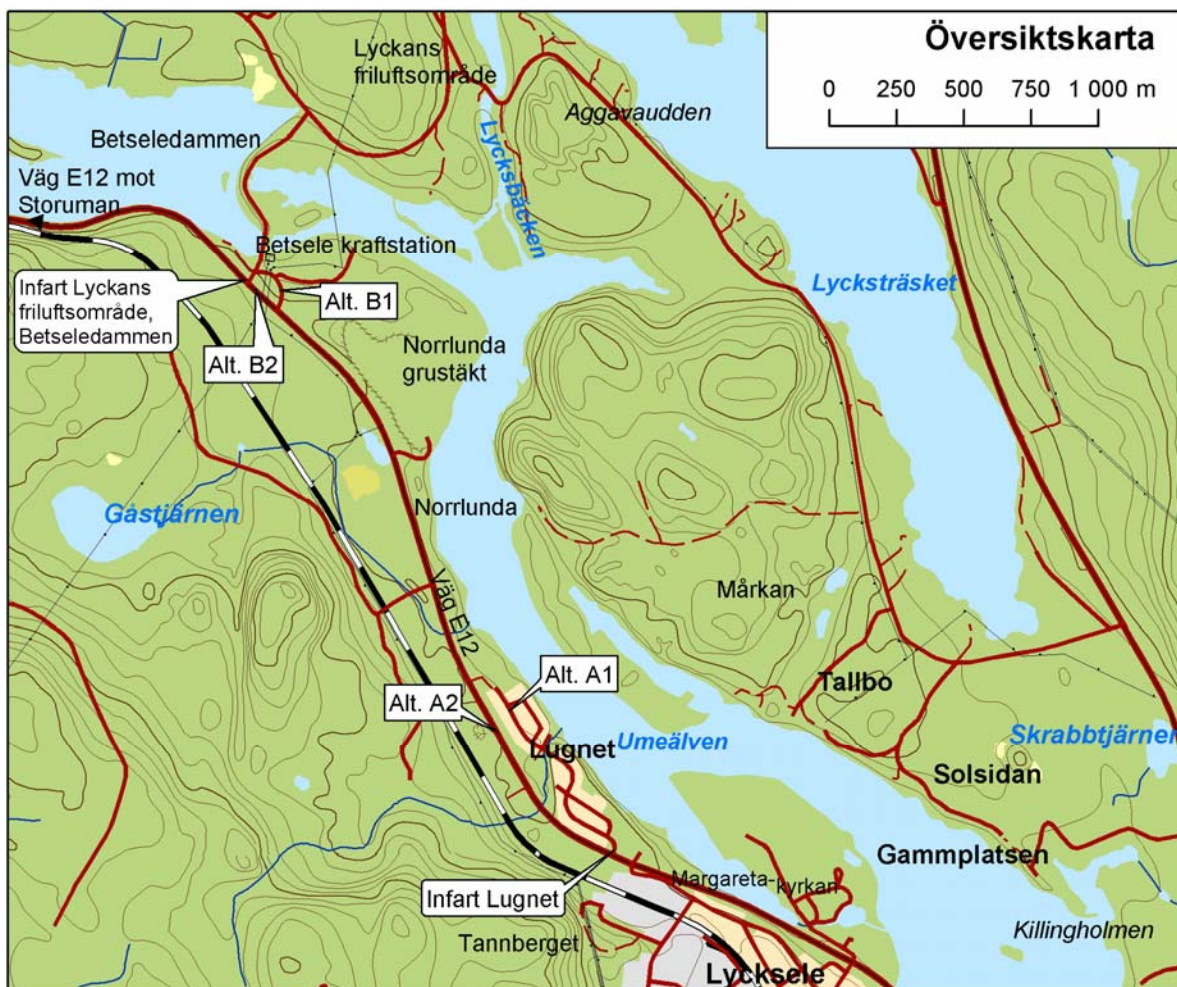 Översiktskarta
0 250 500 750 1 000 m
Lyckans
friluftsområde
Aggavaudden
Betseledammen
Lycksbäcken
Väg E12 mot
Storuman
Betsele kraftstation
Lycksträsket
Infart Lyckans
friluftsområde,
Betseledammen
Alt. B1
Alt. B2
Norrlunda
grustäkt
Gåstjärnen
Norrlunda
Väg E12
Mårkan
Alt. A1
Alt. A2
Tallbo
Lugnet
Umeälven
Skrabbtjärnen
Solsidan
Gammplatsen
Margareta-kyrkan
Infart Lugnet
Killingholmen
Tannberget
Lycksele